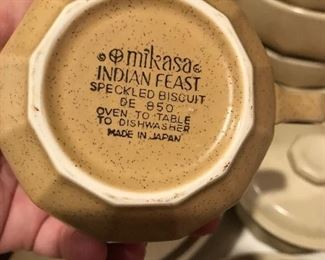 mikasa
INDIAN FEAST
SPECKLED BISCUIT
DE 850
OVEN TO TABLE
TO DISHWASHER
MADE IN JAPAN